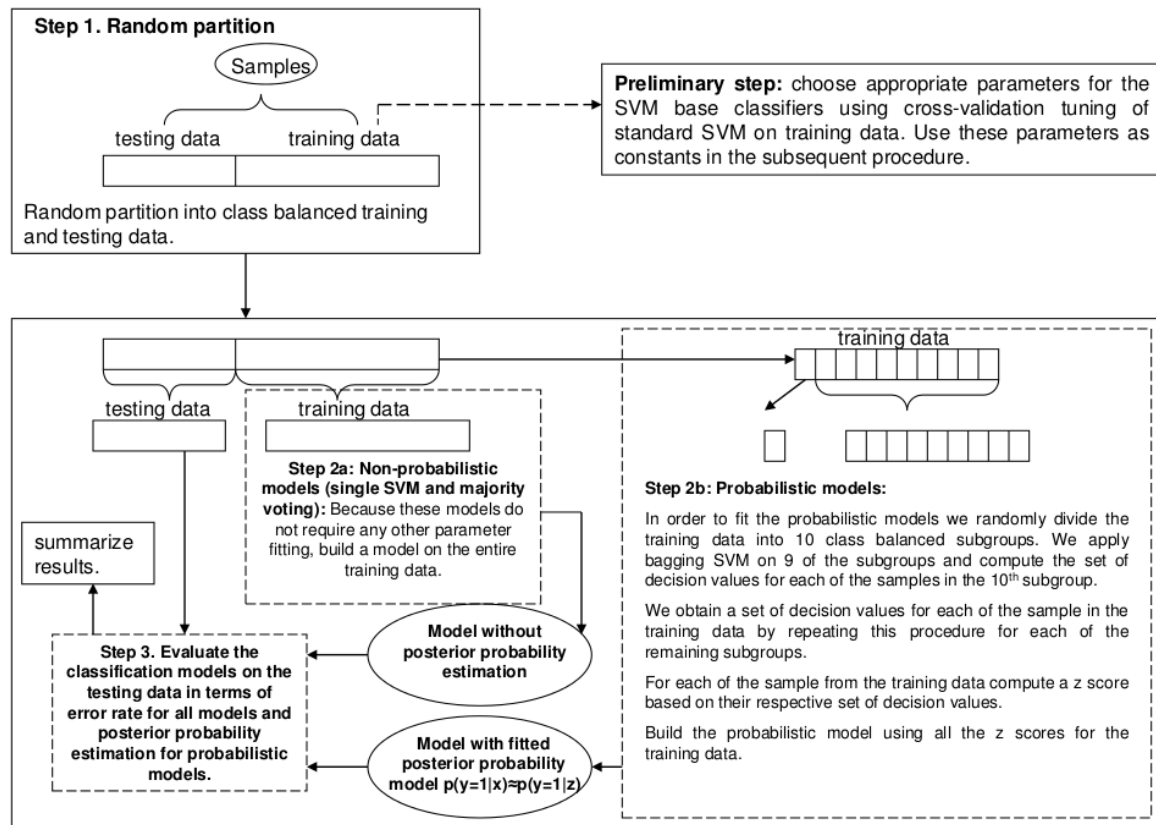 Step 1. Random partition
Samples
testing data
training data
Random partition into class balanced training
and testing data.
Preliminary step: choose appropriate parameters for the
SVM base classifiers using cross-validation tuning of
standard SVM on training data. Use these parameters as
constants in the subsequent procedure.
testing data
training data
Step 2a: Non-probabilistic
models (single SVM and majority
voting): Because these models do
not require any other parameter
fitting, build a model on the entire
training data.
training data
Step 2b: Probabilistic models:
In order to fit the probabilistic models we randomly divide the
training data into 10 class balanced subgroups. We apply
bagging SVM on 9 of the subgroups and compute the set of
decision values for each of the samples in the 10th subgroup.
We obtain a set of decision values for each of the sample in the
training data by repeating this procedure for each of the
remaining subgroups.
For each of the sample from the training data compute a z score
based on their respective set of decision values.
Build the probabilistic model using all the z scores for the
training data.
summarize
results.
Step 3. Evaluate the
classification models on the
testing data in terms of
error rate for all models and
posterior probability
estimation for probabilistic
models.
Model without
posterior probability
estimation
Model with fitted
posterior probability
model p(y=1|x)≈p(y=1|z)